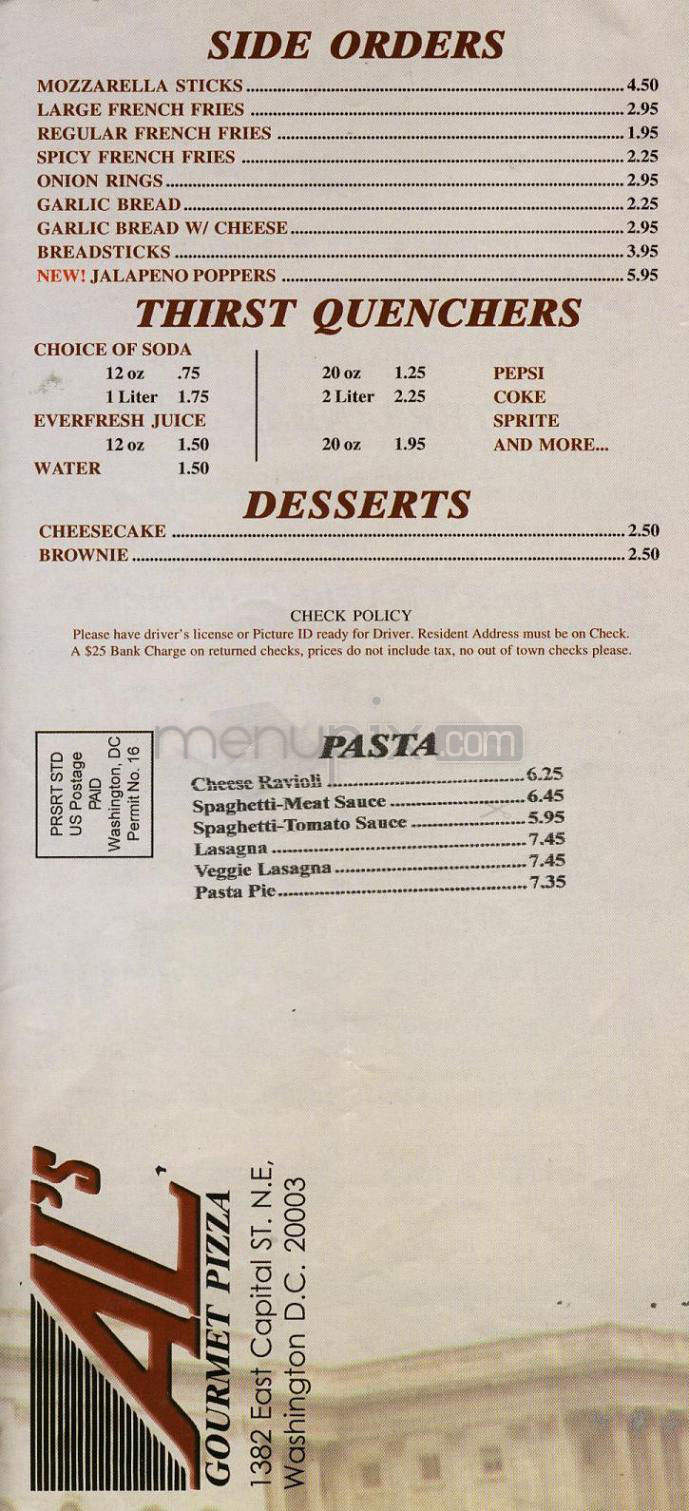 SIDE ORDERS
MOZZARELLA STICKS 4.50
LARGE FRENCH FRIES 2.95
REGULAR FRENCH FRIES 1.95
SPICY FRENCH FRIES 2.25
ONION RINGS 2.95
GARLIC BREAD 2.25
GARLIC BREAD W/ CHEESE 2.95
BREADSTICKS 3.95
NEW! JALAPENO POPPERS 5.95
THIRST QUENCHERS
CHOICE OF SODA
12 oz .75 20 oz 1.25 PEPSI
1 Liter 1.75 2 Liter 2.25 COKE
EVERFRESH JUICE SPRITE
12 oz 1.50 20 oz 1.95 AND MORE...
WATER 1.50
DESSERTS
CHEESECAKE 2.50
BROWNIE 2.50
CHECK POLICY
Please have driver's license or Picture ID ready for Driver. Resident Address must be on Check.
A $25 Bank Charge on returned checks, prices do not include tax, no out of town checks please.
menupix.com
PRSRT STD
US Postage
PAID
Washington, DC
Permit No. 16
PASTA
Cheese Ravioli 6.25
Spaghetti-Meat Sauce 6.45
Spaghetti-Tomato Sauce 5.95
Lasagna 7.45
Veggie Lasagna 7.45
Pasta Pie 7.35
AL'S
GOURMET PIZZA
1382 East Capital ST. N.E,
Washington D.C. 20003